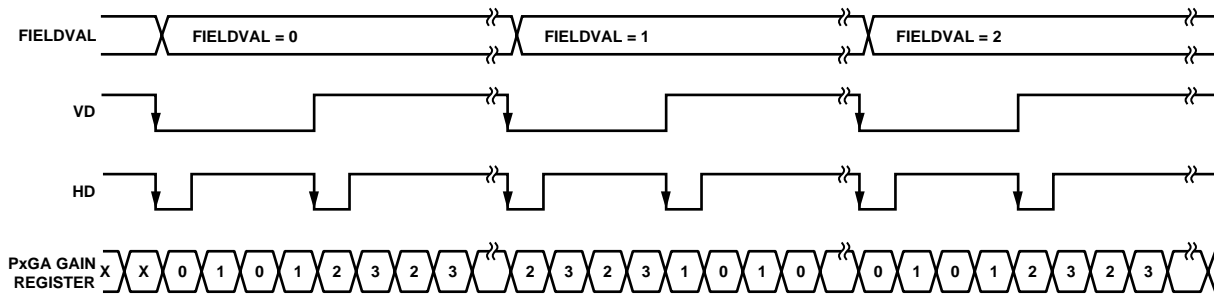 FIELDVAL FIELDVAL = 0 FIELDVAL = 1 FIELDVAL = 2
VD
HD
PxGA GAIN
REGISTER
X X 0 1 0 1 2 3 2 3 2 3 2 3 1 0 1 0 0 1 0 1 2 3 2 3